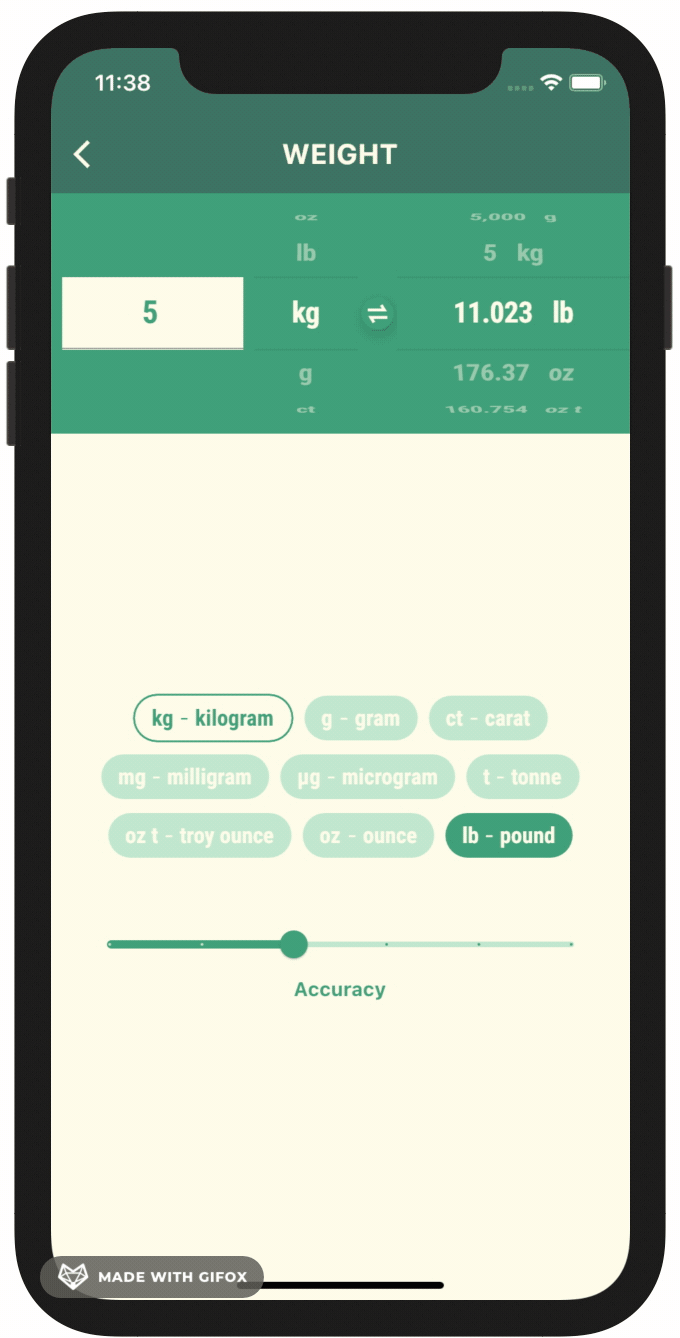 11:38
WEIGHT
oz 5,000 g
lb 5 kg
5 kg 11.023 lb
g 176.37 oz
ct 160.754 oz t
kg - kilogram g - gram ct - carat
mg - milligram µg - microgram t - tonne
oz t - troy ounce oz - ounce lb - pound
Accuracy
MADE WITH GIFOX